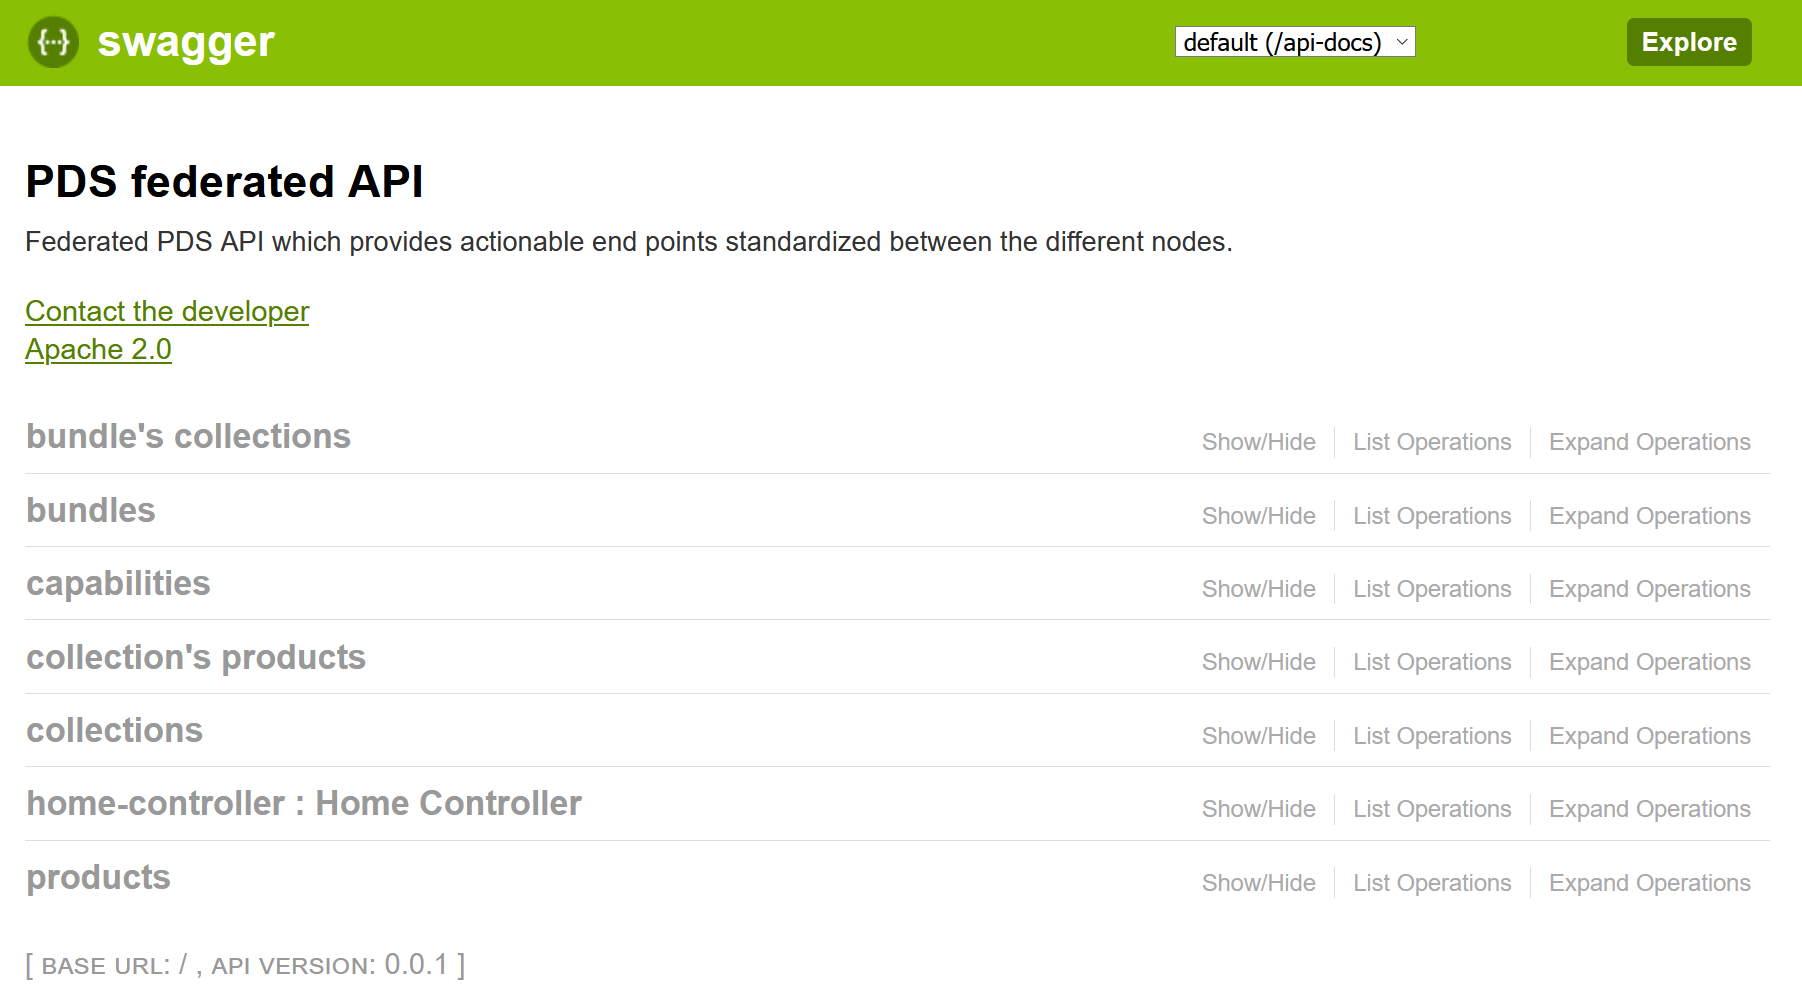 {···} swagger default (/api-docs) Explore
PDS federated API
Federated PDS API which provides actionable end points standardized between the different nodes.
Contact the developer
Apache 2.0
bundle's collections Show/Hide List Operations Expand Operations
bundles Show/Hide List Operations Expand Operations
capabilities Show/Hide List Operations Expand Operations
collection's products Show/Hide List Operations Expand Operations
collections Show/Hide List Operations Expand Operations
home-controller : Home Controller Show/Hide List Operations Expand Operations
products Show/Hide List Operations Expand Operations
[ BASE URL: / , API VERSION: 0.0.1 ]